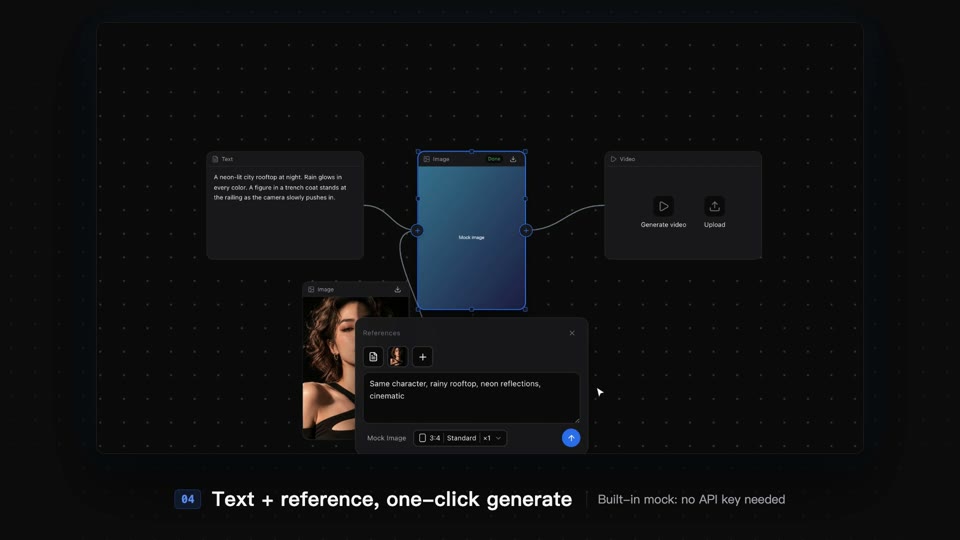 Text
A neon-lit city rooftop at night. Rain glows in
every color. A figure in a trench coat stands at
the railing as the camera slowly pushes in.
Image
Done
Mock image
Video
Generate video
Upload
Image
References
Same character, rainy rooftop, neon reflections,
cinematic
Mock Image
3:4
Standard
×1
04
Text + reference, one-click generate
Built-in mock: no API key needed